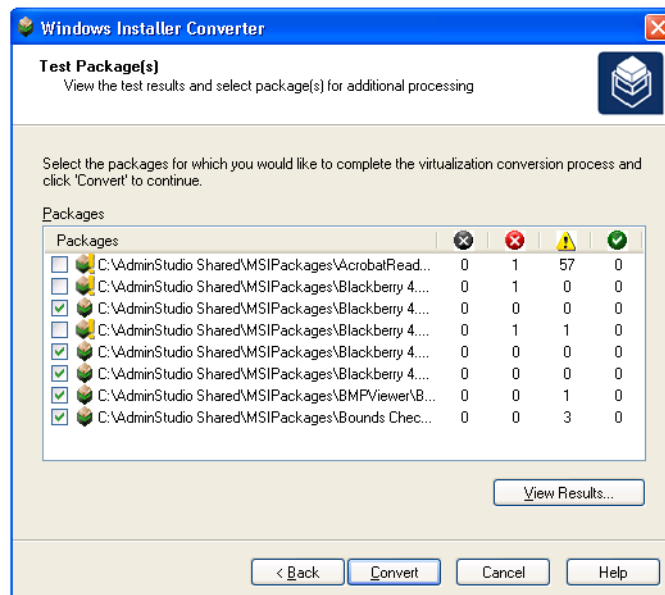 Windows Installer Converter
Test Package(s)
View the test results and select package(s) for additional processing
Select the packages for which you would like to complete the virtualization conversion process and
click 'Convert' to continue.
Packages
Packages
C:\AdminStudio Shared\MSIPackages\AcrobatRead... 0 1 57 0
C:\AdminStudio Shared\MSIPackages\Blackberry 4.... 0 1 0 0
C:\AdminStudio Shared\MSIPackages\Blackberry 4.... 0 0 0 0
C:\AdminStudio Shared\MSIPackages\Blackberry 4.... 0 1 1 0
C:\AdminStudio Shared\MSIPackages\Blackberry 4.... 0 0 0 0
C:\AdminStudio Shared\MSIPackages\Blackberry 4.... 0 0 0 0
C:\AdminStudio Shared\MSIPackages\BMPViewer\B... 0 0 1 0
C:\AdminStudio Shared\MSIPackages\Bounds Chec... 0 0 3 0
View Results...
< Back Convert Cancel Help